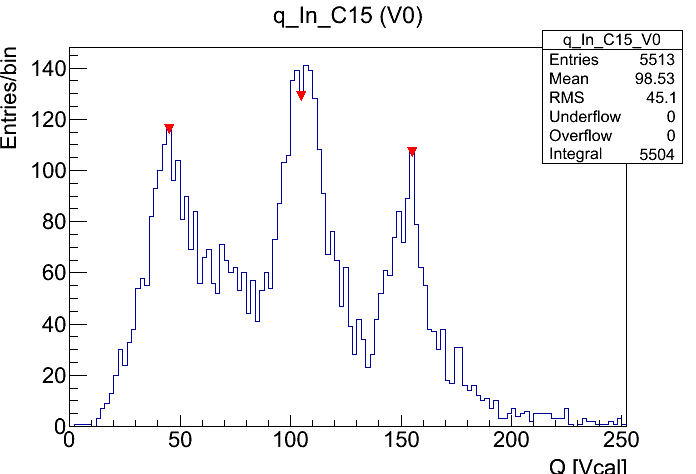 q_In_C15 (V0)
q_In_C15_V0
Entries 5513
Mean 98.53
RMS 45.1
Underflow 0
Overflow 0
Integral 5504
Entries/bin
140
120
100
80
60
40
20
0
0 50 100 150 200 250
Q [Vcal]